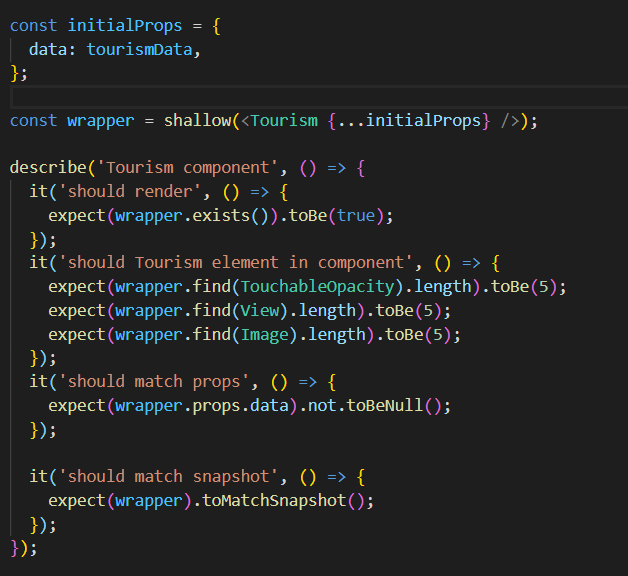 const initialProps = {
  data: tourismData,
};

const wrapper = shallow(<Tourism {...initialProps} />);

describe('Tourism component', () => {
  it('should render', () => {
    expect(wrapper.exists()).toBe(true);
  });
  it('should Tourism element in component', () => {
    expect(wrapper.find(TouchableOpacity).length).toBe(5);
    expect(wrapper.find(View).length).toBe(5);
    expect(wrapper.find(Image).length).toBe(5);
  });
  it('should match props', () => {
    expect(wrapper.props.data).not.toBeNull();
  });

  it('should match snapshot', () => {
    expect(wrapper).toMatchSnapshot();
  });
});